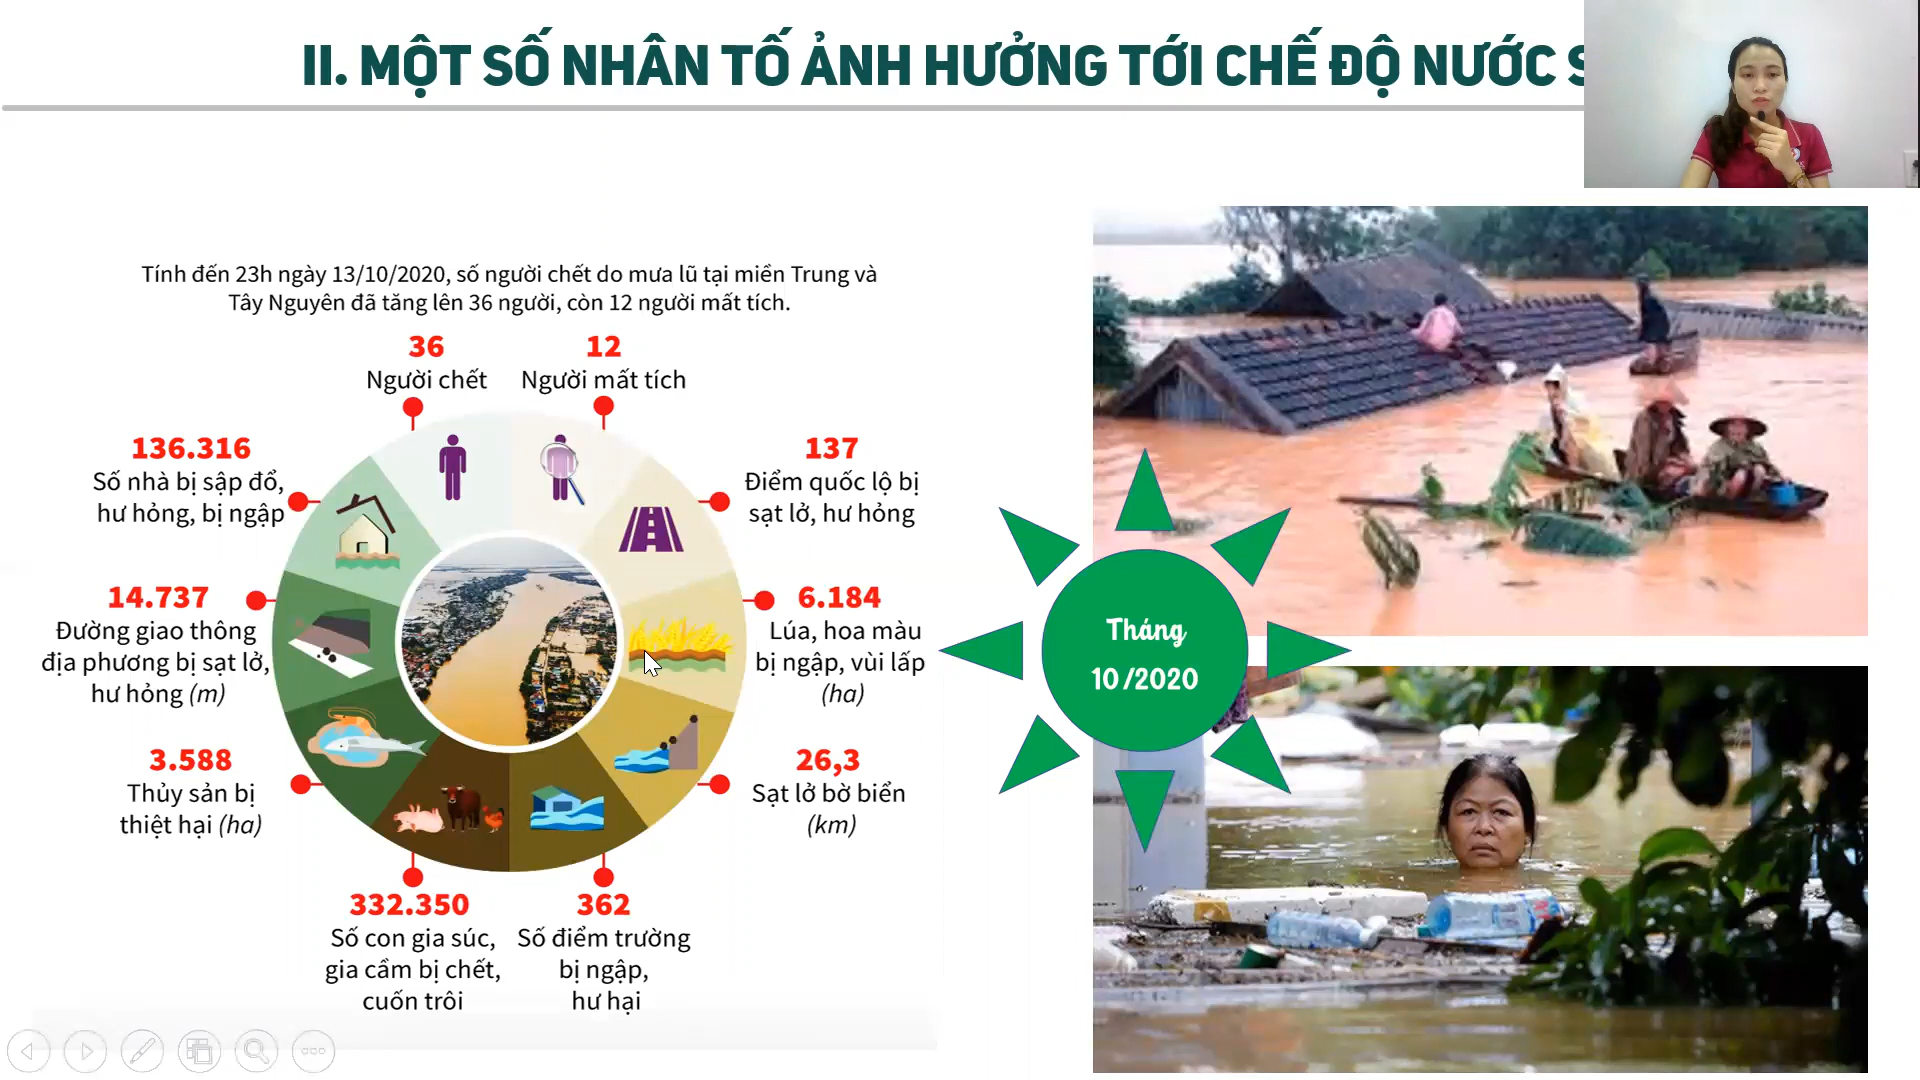 II. MỘT SỐ NHÂN TỐ ẢNH HƯỞNG TỚI CHẾ ĐỘ NƯỚC
Tính đến 23h ngày 13/10/2020, số người chết do mưa lũ tại miền Trung và
Tây Nguyên đã tăng lên 36 người, còn 12 người mất tích.
36
Người chết
12
Người mất tích
136.316
Số nhà bị sập đổ,
hư hỏng, bị ngập
137
Điểm quốc lộ bị
sạt lở, hư hỏng
14.737
Đường giao thông
địa phương bị sạt lở,
hư hỏng (m)
6.184
Lúa, hoa màu
bị ngập, vùi lấp
(ha)
3.588
Thủy sản bị
thiệt hại (ha)
26,3
Sạt lở bờ biển
(km)
332.350
Số con gia súc,
gia cầm bị chết,
cuốn trôi
362
Số điểm trường
bị ngập,
hư hại
Tháng
10/2020